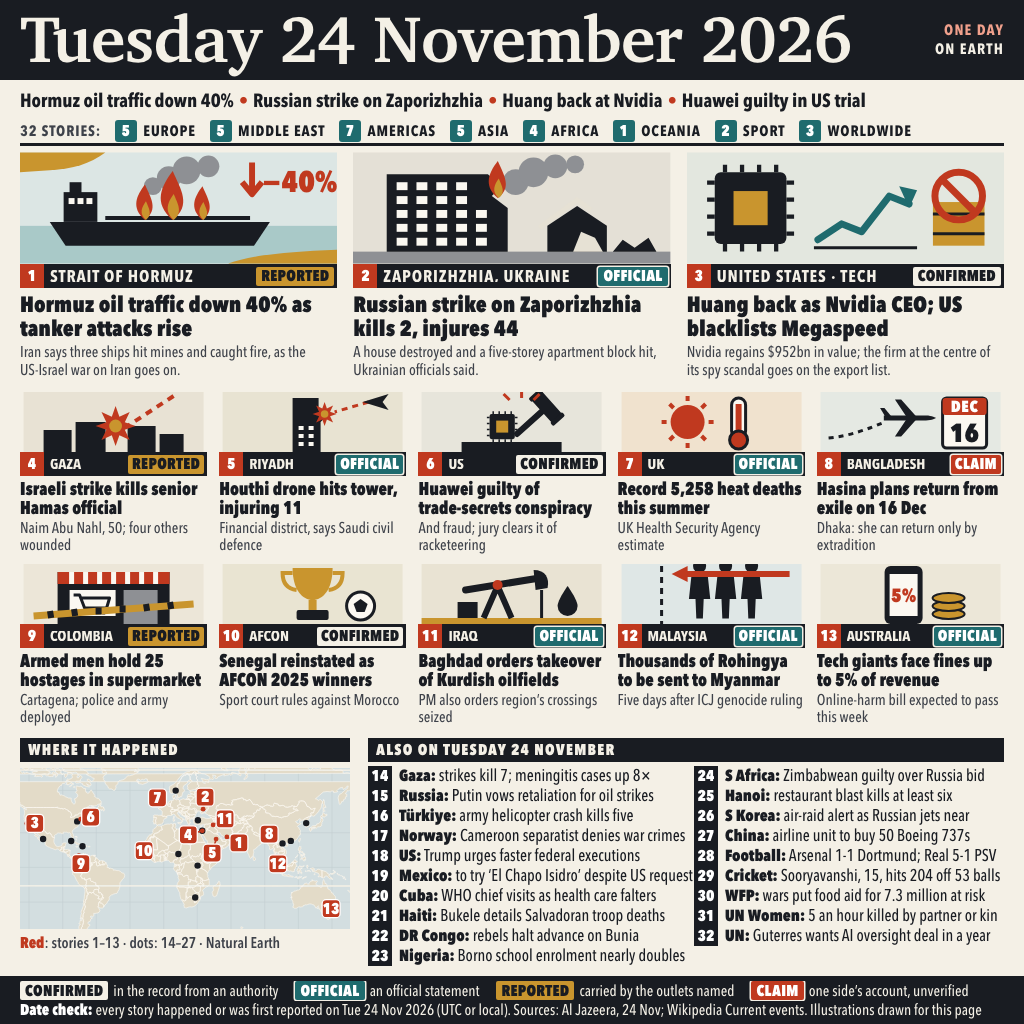 Tuesday 24 November 2026
ONE DAY
ON EARTH
Hormuz oil traffic down 40% • Russian strike on Zaporizhzhia • Huang back at Nvidia • Huawei guilty in US trial
32 STORIES: 5 EUROPE 5 MIDDLE EAST 7 AMERICAS 5 ASIA 4 AFRICA 1 OCEANIA 2 SPORT 3 WORLDWIDE
↓−40%
1 STRAIT OF HORMUZ REPORTED
Hormuz oil traffic down 40% as
tanker attacks rise
Iran says three ships hit mines and caught fire, as the
US-Israel war on Iran goes on.
2 ZAPORIZHZHIA, UKRAINE OFFICIAL
Russian strike on Zaporizhzhia
kills 2, injures 44
A house destroyed and a five-storey apartment block hit,
Ukrainian officials said.
3 UNITED STATES · TECH CONFIRMED
Huang back as Nvidia CEO; US
blacklists Megaspeed
Nvidia regains $952bn in value; the firm at the centre of
its spy scandal goes on the export list.
4 GAZA REPORTED
Israeli strike kills senior
Hamas official
Naim Abu Nahl, 50; four others
wounded
5 RIYADH OFFICIAL
Houthi drone hits tower,
injuring 11
Financial district, says Saudi civil
defence
6 US CONFIRMED
Huawei guilty of
trade-secrets conspiracy
And fraud; jury clears it of
racketeering
7 UK OFFICIAL
Record 5,258 heat deaths
this summer
UK Health Security Agency
estimate
DEC
16
8 BANGLADESH CLAIM
Hasina plans return from
exile on 16 Dec
Dhaka: she can return only by
extradition
9 COLOMBIA REPORTED
Armed men hold 25
hostages in supermarket
Cartagena; police and army
deployed
10 AFCON CONFIRMED
Senegal reinstated as
AFCON 2025 winners
Sport court rules against Morocco
11 IRAQ OFFICIAL
Baghdad orders takeover
of Kurdish oilfields
PM also orders region's crossings
seized
12 MALAYSIA OFFICIAL
Thousands of Rohingya
to be sent to Myanmar
Five days after ICJ genocide ruling
5%
13 AUSTRALIA OFFICIAL
Tech giants face fines up
to 5% of revenue
Online-harm bill expected to pass
this week
WHERE IT HAPPENED
7 2
3 6 11
4 1 8
10 5
9 12
13
Red: stories 1–13 · dots: 14–27 · Natural Earth
ALSO ON TUESDAY 24 NOVEMBER
14 Gaza: strikes kill 7; meningitis cases up 8×
15 Russia: Putin vows retaliation for oil strikes
16 Türkiye: army helicopter crash kills five
17 Norway: Cameroon separatist denies war crimes
18 US: Trump urges faster federal executions
19 Mexico: to try ‘El Chapo Isidro’ despite US request
20 Cuba: WHO chief visits as health care falters
21 Haiti: Bukele details Salvadoran troop deaths
22 DR Congo: rebels halt advance on Bunia
23 Nigeria: Borno school enrolment nearly doubles
24 S Africa: Zimbabwean guilty over Russia bid
25 Hanoi: restaurant blast kills at least six
26 S Korea: air-raid alert as Russian jets near
27 China: airline unit to buy 50 Boeing 737s
28 Football: Arsenal 1-1 Dortmund; Real 5-1 PSV
29 Cricket: Sooryavanshi, 15, hits 204 off 53 balls
30 WFP: wars put food aid for 7.3 million at risk
31 UN Women: 5 an hour killed by partner or kin
32 UN: Guterres wants AI oversight deal in a year
CONFIRMED in the record from an authority OFFICIAL an official statement REPORTED carried by the outlets named CLAIM one side's account, unverified
Date check: every story happened or was first reported on Tue 24 Nov 2026 (UTC or local). Sources: Al Jazeera, 24 Nov; Wikipedia Current events. Illustrations drawn for this page